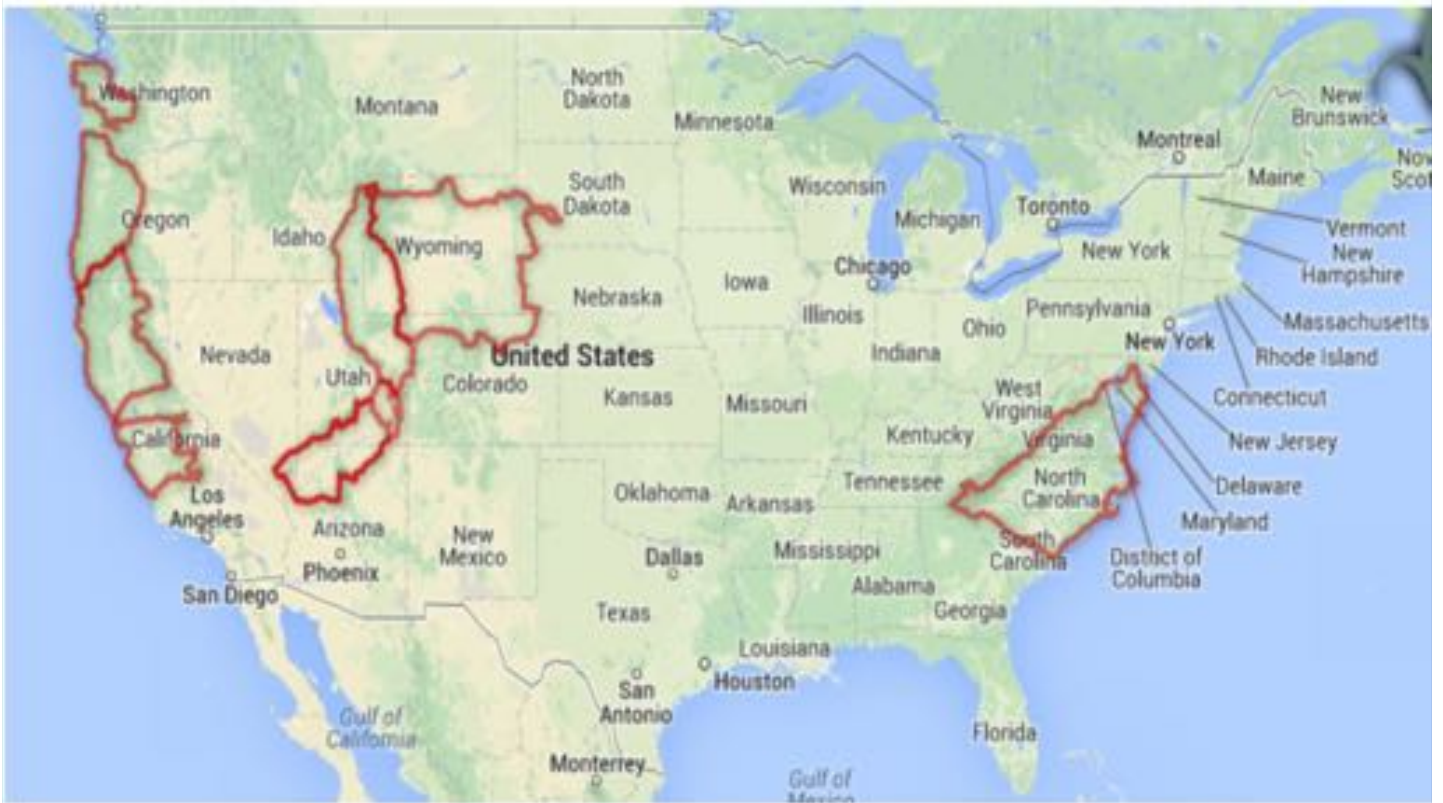 Washington
Montana
North
Dakota
Minnesota
Montreal
New
Brunswick
Nov
Scot
Maine
Oregon
Idaho
Wyoming
South
Dakota
Wisconsin
Michigan
Toronto
New York
Vermont
New
Hampshire
Massachusetts
Rhode Island
Connecticut
Nebraska
Iowa
Chicago
Illinois
Indiana
Ohio
Pennsylvania
New York
Nevada
Utah
United States
Colorado
Kansas
Missouri
West
Virginia
Virginia
Kentucky
New Jersey
Delaware
Maryland
District of
Columbia
California
Los
Angeles
San Diego
Arizona
Phoenix
New
Mexico
Oklahoma
Arkansas
Tennessee
North
Carolina
South
Carolina
Dallas
Mississippi
Alabama
Georgia
Texas
Louisiana
Houston
San
Antonio
Florida
Gulf of
California
Monterrey
Gulf of
Mexico